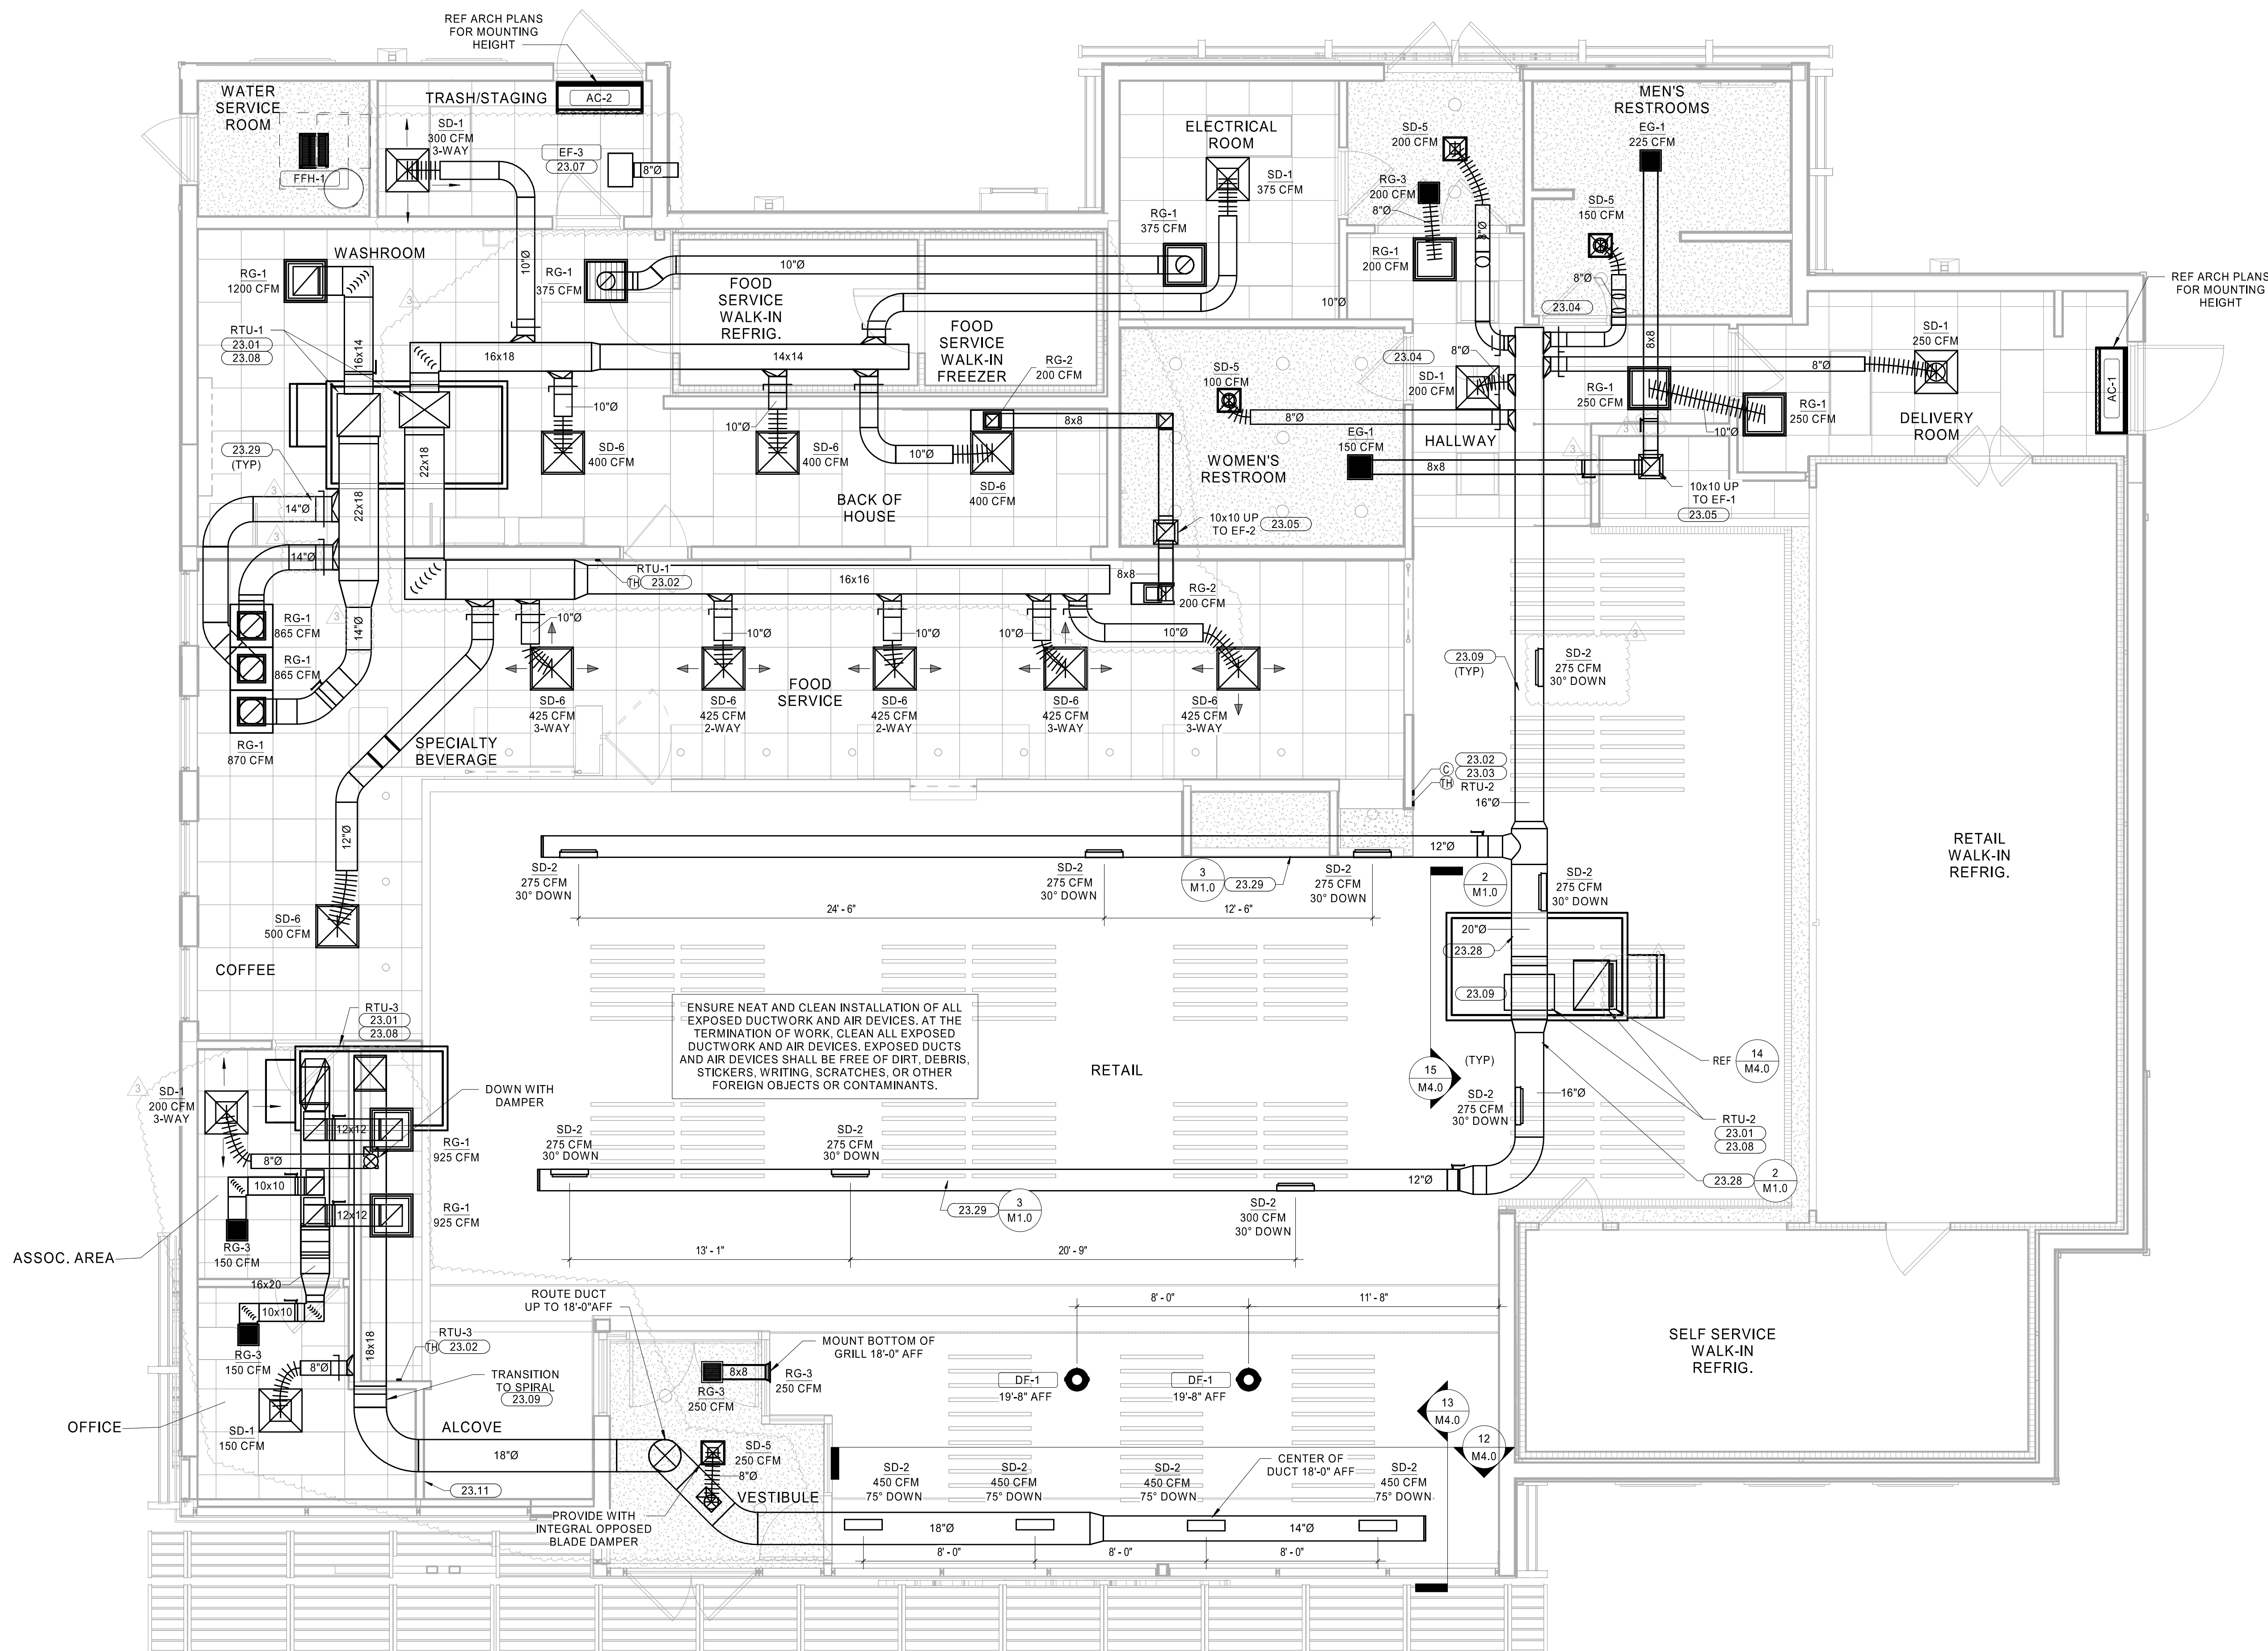 REF ARCH PLANS
FOR MOUNTING
HEIGHT
WATER
SERVICE
ROOM
FFH-1
TRASH/STAGING
SD-1
300 CFM
3-WAY
AC-2
EF-3
23.07
8"Ø
10"Ø
ELECTRICAL
ROOM
SD-1
375 CFM
RG-1
375 CFM
SD-5
200 CFM
RG-3
200 CFM
8"Ø
8"Ø
RG-1
200 CFM
MEN'S
RESTROOMS
EG-1
225 CFM
SD-5
150 CFM
8"Ø
23.04
8x8
REF ARCH PLANS
FOR MOUNTING
HEIGHT
WASHROOM
RG-1
1200 CFM
16x14
3
RG-1
375 CFM
10"Ø
FOOD
SERVICE
WALK-IN
REFRIG.
10"Ø
RTU-1
23.01
23.08
16x18
14x14
FOOD
SERVICE
WALK-IN
FREEZER
RG-2
200 CFM
SD-5
100 CFM
23.04
8"Ø
SD-1
200 CFM
8"Ø
RG-1
250 CFM
SD-1
250 CFM
RG-1
250 CFM
10"Ø
AC-1
DELIVERY
ROOM
23.29
(TYP)
22x18
22x18
10"Ø
SD-6
400 CFM
10"Ø
SD-6
400 CFM
10"Ø
SD-6
400 CFM
8x8
8"Ø
HALLWAY
EG-1
150 CFM
8x8
3
3
WOMEN'S
RESTROOM
BACK OF
HOUSE
10x10 UP
TO EF-2
23.05
10x10 UP
TO EF-1
23.05
3
14"Ø
3
14"Ø
3
14"Ø
RG-1
865 CFM
RG-1
865 CFM
RG-1
870 CFM
RTU-1
TH
23.02
16x16
8x8
RG-2
200 CFM
10"Ø
10"Ø
10"Ø
10"Ø
10"Ø
SD-6
425 CFM
3-WAY
SD-6
425 CFM
2-WAY
FOOD
SERVICE
SD-6
425 CFM
2-WAY
SD-6
425 CFM
3-WAY
SD-6
425 CFM
3-WAY
23.09
(TYP)
SD-2
275 CFM
30° DOWN
3
SPECIALTY
BEVERAGE
12"Ø
SD-6
500 CFM
COFFEE
C
TH
23.02
23.03
RTU-2
16"Ø
12"Ø
SD-2
275 CFM
30° DOWN
SD-2
275 CFM
30° DOWN
3
M1.0
23.29
SD-2
275 CFM
30° DOWN
2
M1.0
SD-2
275 CFM
30° DOWN
24' - 6"
12' - 6"
20"Ø
23.28
23.09
RETAIL
WALK-IN
REFRIG.
RTU-3
23.01
23.08
ENSURE NEAT AND CLEAN INSTALLATION OF ALL
EXPOSED DUCTWORK AND AIR DEVICES. AT THE
TERMINATION OF WORK, CLEAN ALL EXPOSED
DUCTWORK AND AIR DEVICES. EXPOSED DUCTS
AND AIR DEVICES SHALL BE FREE OF DIRT, DEBRIS,
STICKERS, WRITING, SCRATCHES, OR OTHER
FOREIGN OBJECTS OR CONTAMINANTS.
RETAIL
15
M4.0
(TYP)
REF
14
M4.0
3
SD-1
200 CFM
3-WAY
DOWN WITH
DAMPER
12x12
RG-1
925 CFM
8"Ø
10x10
12x12
RG-1
925 CFM
RG-3
150 CFM
ASSOC. AREA
16x20
10x10
RG-3
150 CFM
SD-2
275 CFM
30° DOWN
SD-2
275 CFM
30° DOWN
SD-2
275 CFM
30° DOWN
16"Ø
RTU-2
23.01
23.08
23.28
2
M1.0
12"Ø
23.29
3
M1.0
SD-2
300 CFM
30° DOWN
13' - 1"
20' - 9"
ROUTE DUCT
UP TO 18'-0"AFF
8' - 0"
11' - 8"
RTU-3
TH
23.02
18x18
8"Ø
TRANSITION
TO SPIRAL
23.09
SD-1
150 CFM
OFFICE
ALCOVE
18"Ø
23.11
8x8
MOUNT BOTTOM OF
GRILL 18'-0" AFF
RG-3
250 CFM
RG-3
250 CFM
DF-1
19'-8" AFF
DF-1
19'-8" AFF
SELF SERVICE
WALK-IN
REFRIG.
13
M4.0
12
M4.0
SD-5
250 CFM
8"Ø
VESTIBULE
PROVIDE WITH
INTEGRAL OPPOSED
BLADE DAMPER
SD-2
450 CFM
75° DOWN
SD-2
450 CFM
75° DOWN
SD-2
450 CFM
75° DOWN
CENTER OF
DUCT 18'-0" AFF
SD-2
450 CFM
75° DOWN
18"Ø
14"Ø
8' - 0"
8' - 0"
8' - 0"